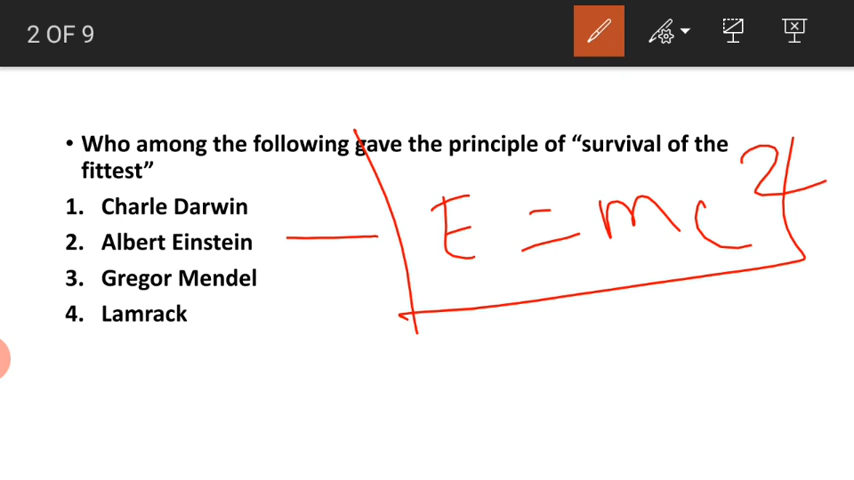 2 OF 9
• Who among the following gave the principle of “survival of the
fittest”
1. Charle Darwin
2. Albert Einstein
3. Gregor Mendel
4. Lamrack
E = mc²